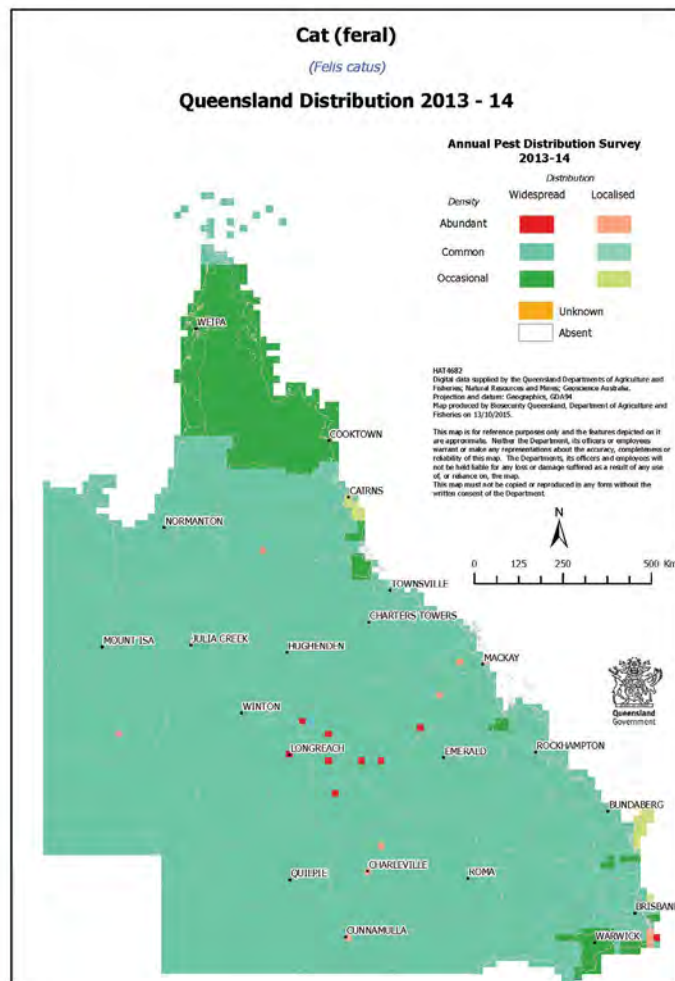 Cat (feral)
(Felis catus)
Queensland Distribution 2013 - 14
Annual Pest Distribution Survey
2013-14
Distribution
Density Widespread Localised
Abundant
Common
Occasional
Unknown
Absent
HAT4682
Digital data supplied by the Queensland Departments of Agriculture and
Fisheries; Natural Resources and Mines; Geoscience Australia.
Projection and datum: Geographics, GDA94
Map produced by Biosecurity Queensland, Department of Agriculture and
Fisheries on 13/10/2015.
This map is for reference purposes only and the features depicted on it
are approximate. Neither the Department, its officers or employees
warrant or make any representations about the accuracy, completeness or
reliability of this map. The Departments, its officers and employees will
not be held liable for any loss or damage suffered as a result of any use
of, or reliance on, the map.
This map must not be copied or reproduced in any form without the
written consent of the Department.
N
0 125 250 500 Km
WEIPA
COOKTOWN
CAIRNS
NORMANTON
TOWNSVILLE
CHARTERS TOWERS
MOUNT ISA
JULIA CREEK
HUGHENDEN
MACKAY
Queensland
Government
WINTON
LONGREACH
EMERALD
ROCKHAMPTON
BUNDABERG
QUILPIE
CHARLEVILLE
ROMA
BRISBANE
CUNNAMULLA
WARWICK